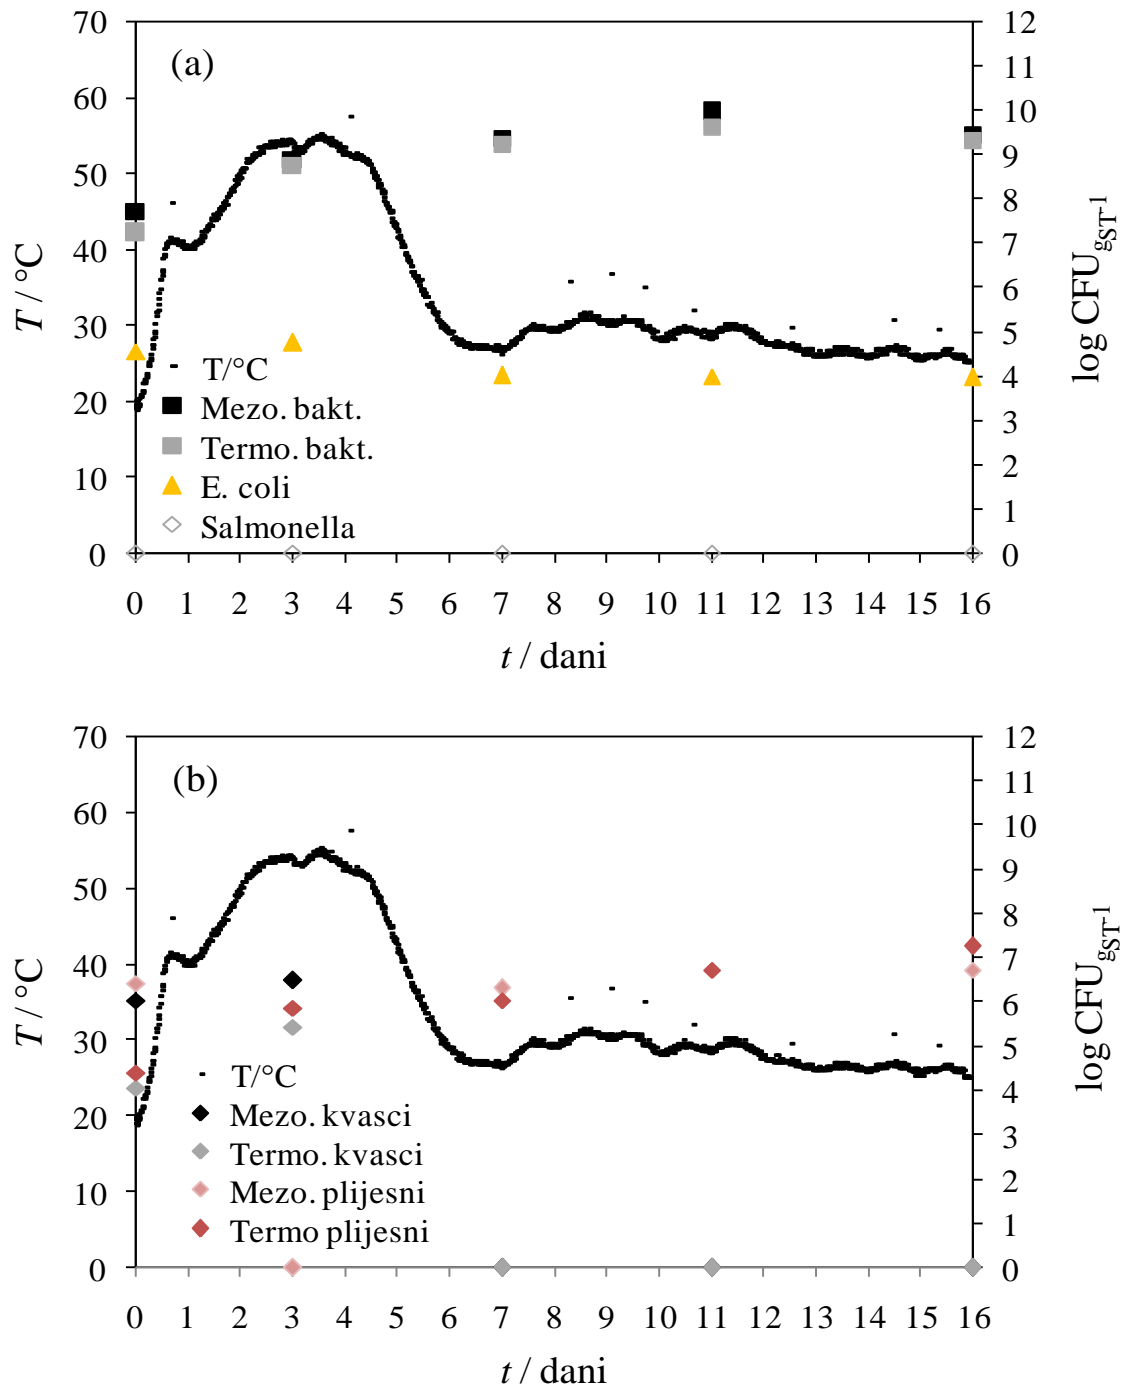 (a)
70
60
50
40
30
20
10
0
T / °C
12
11
10
9
8
7
6
5
4
3
2
1
0
log CFU gST-1
T/°C
Mezo. bakt.
Termo. bakt.
E. coli
Salmonella
0 1 2 3 4 5 6 7 8 9 10 11 12 13 14 15 16
t / dani
(b)
70
60
50
40
30
20
10
0
T / °C
12
11
10
9
8
7
6
5
4
3
2
1
0
log CFU gST-1
T/°C
Mezo. kvasci
Termo. kvasci
Mezo. plijesni
Termo plijesni
0 1 2 3 4 5 6 7 8 9 10 11 12 13 14 15 16
t / dani